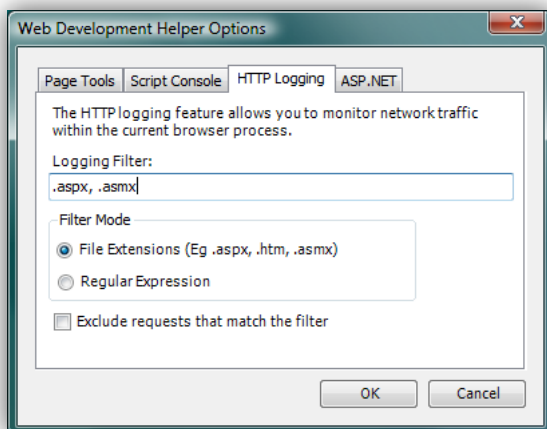 Web Development Helper Options
Page Tools Script Console HTTP Logging ASP.NET
The HTTP logging feature allows you to monitor network traffic
within the current browser process.
Logging Filter:
.aspx, .asmx
Filter Mode
File Extensions (Eg .aspx, .htm, .asmx)
Regular Expression
Exclude requests that match the filter
OK Cancel